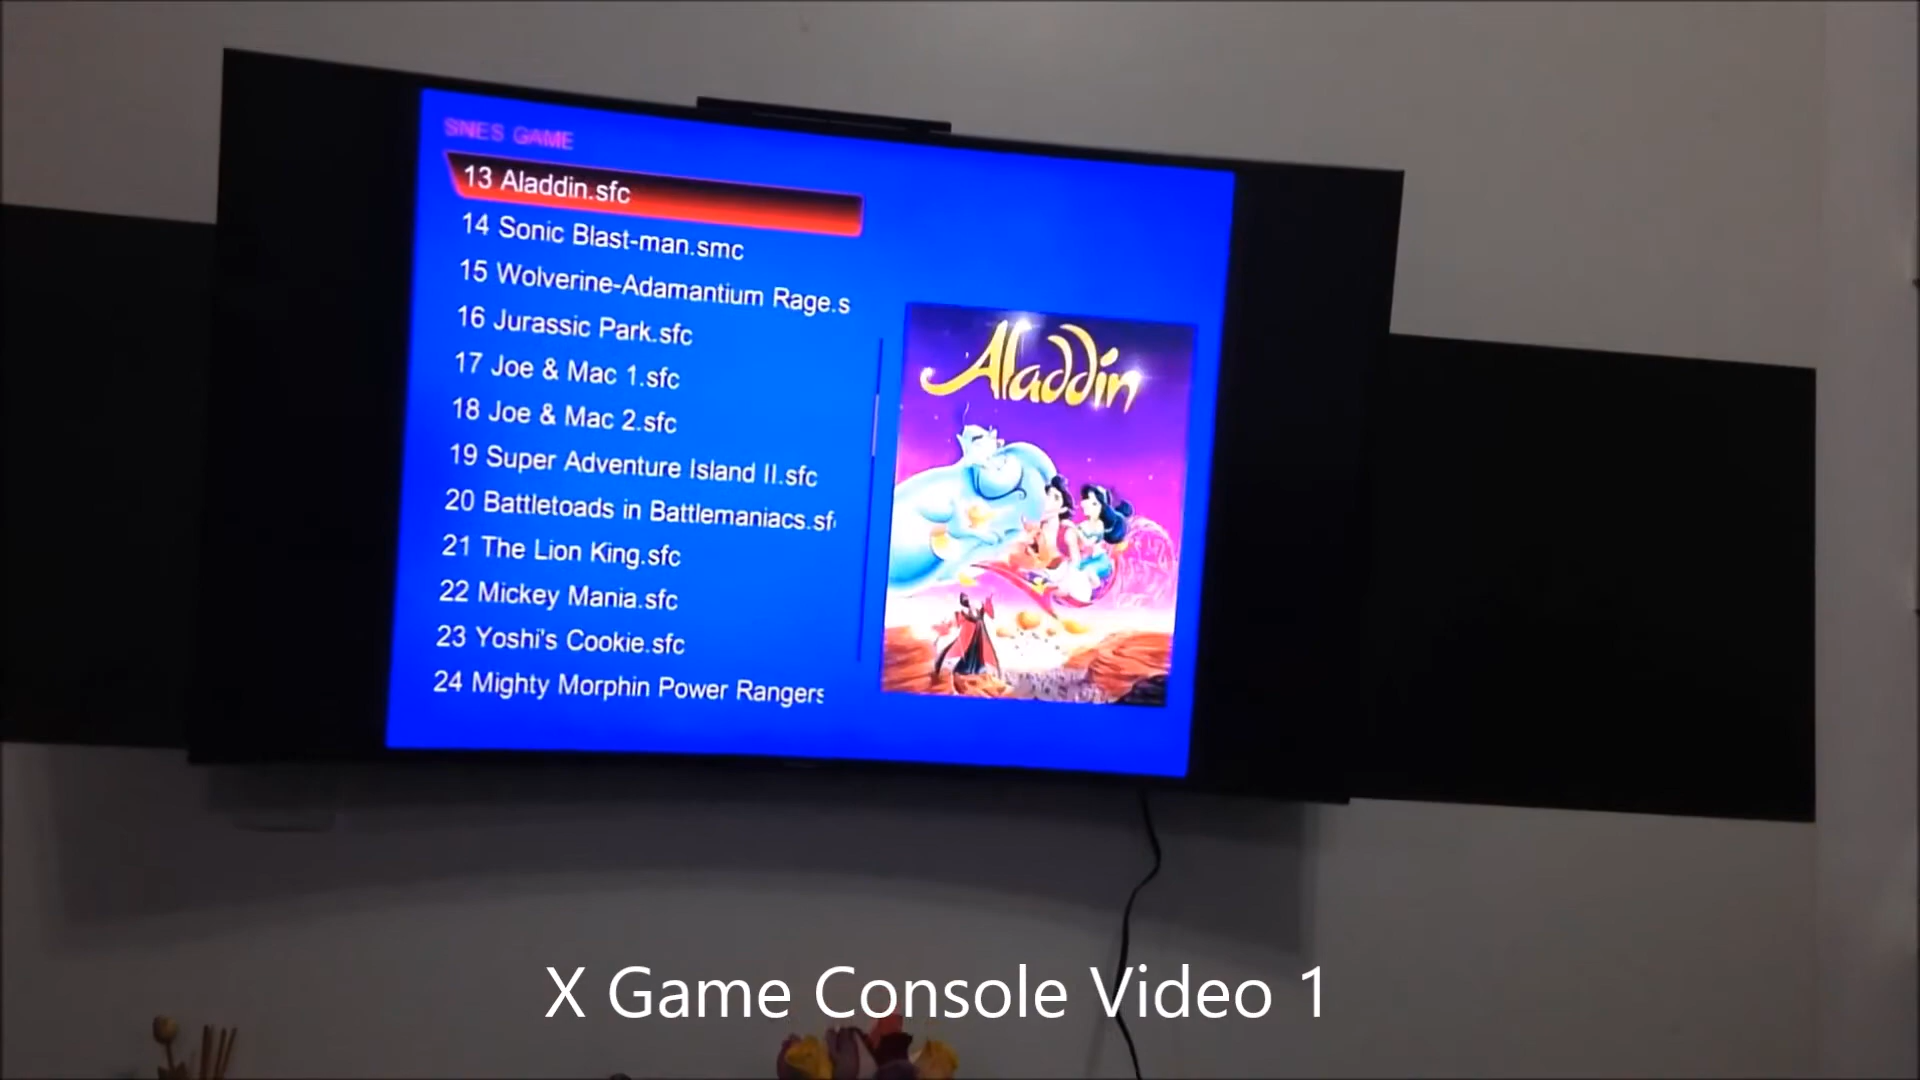 SNES GAME
13 Aladdin.sfc
14 Sonic Blast-man.smc
15 Wolverine-Adamantium Rage.s
16 Jurassic Park.sfc
17 Joe & Mac 1.sfc
18 Joe & Mac 2.sfc
19 Super Adventure Island II.sfc
20 Battletoads in Battlemaniacs.sf
21 The Lion King.sfc
22 Mickey Mania.sfc
23 Yoshi's Cookie.sfc
24 Mighty Morphin Power Rangers
Aladdin
X Game Console Video 1